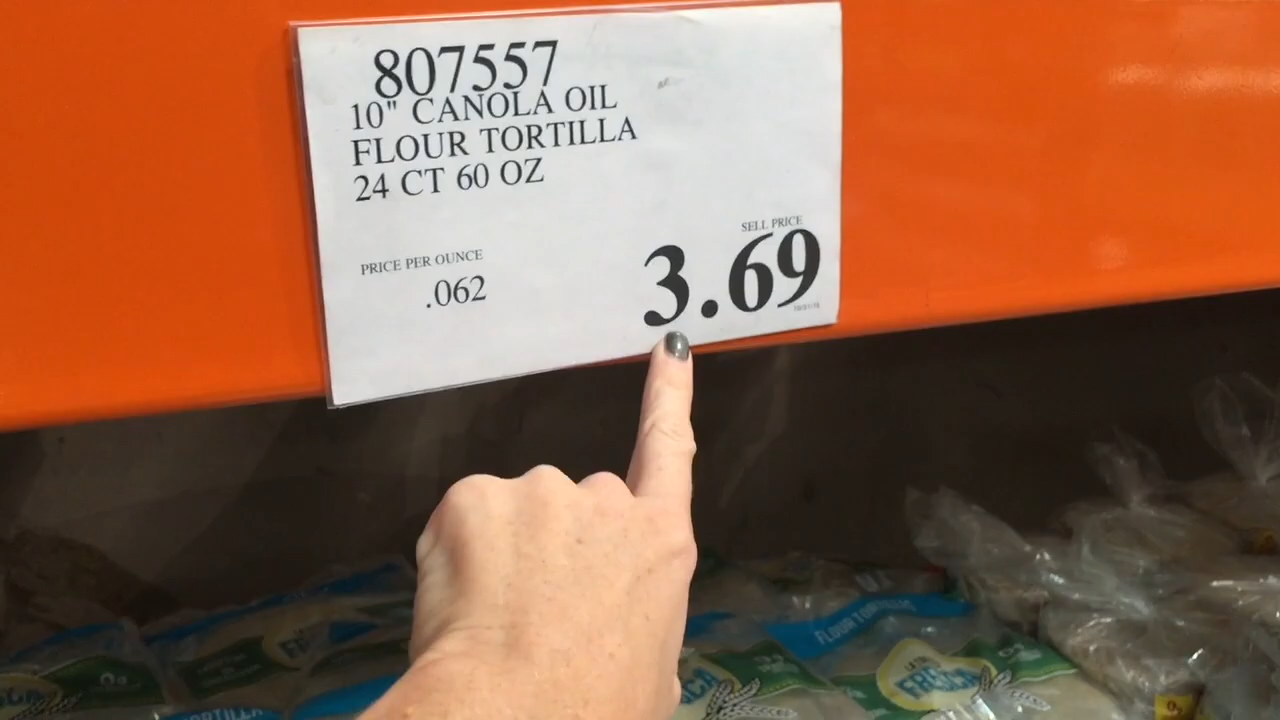 807557
10" CANOLA OIL
FLOUR TORTILLA
24 CT 60 OZ
PRICE PER OUNCE
.062
SELL PRICE
3.69
FLOUR TORTILLAS
FRESCA